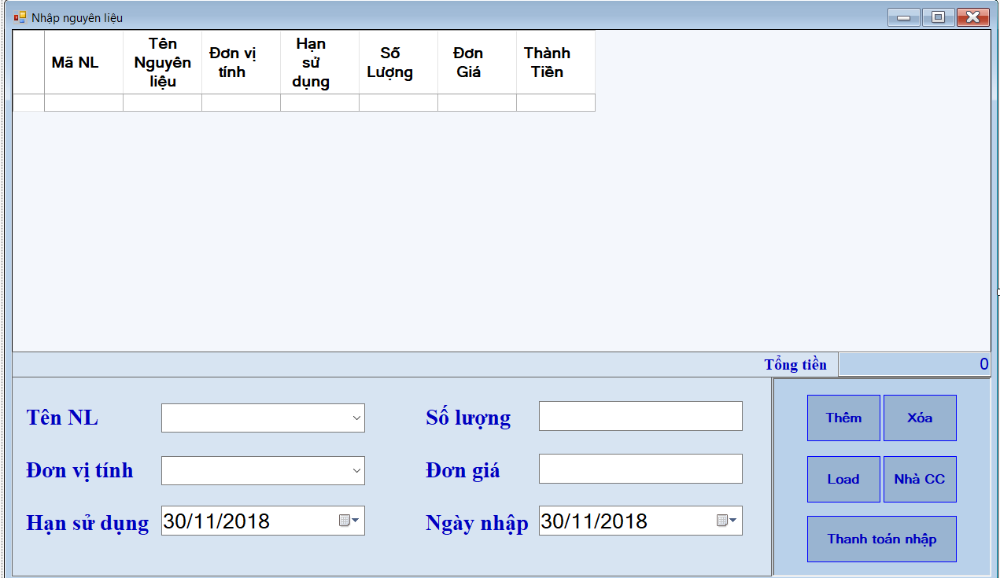 Nhập nguyên liệu
Mã NL
Tên
Nguyên
liệu
Đơn vị
tính
Hạn
sử
dụng
Số
Lượng
Đơn
Giá
Thành
Tiền
Tổng tiền 0
Tên NL
Số lượng
Đơn vị tính
Đơn giá
Hạn sử dụng 30/11/2018
Ngày nhập 30/11/2018
Thêm Xóa
Load Nhà CC
Thanh toán nhập